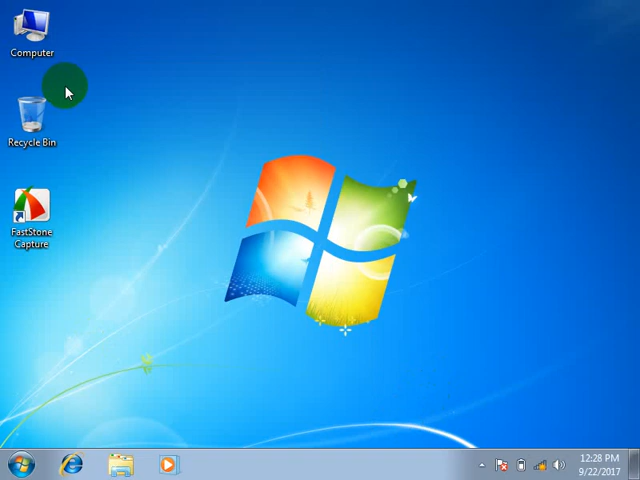 Computer
Recycle Bin
FastStone
Capture
12:28 PM
9/22/2017